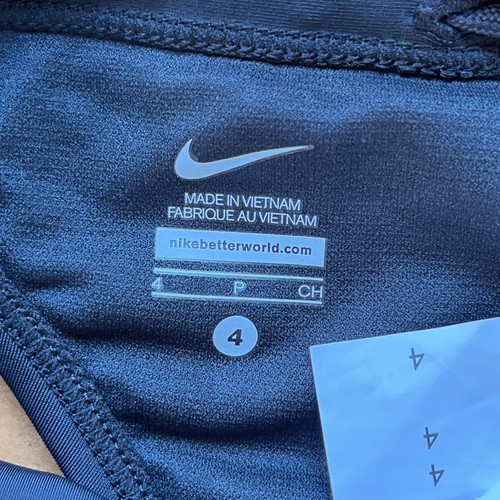 MADE IN VIETNAM
FABRIQUE AU VIETNAM
nikebetterworld.com
4 P CH
4
4
4
4